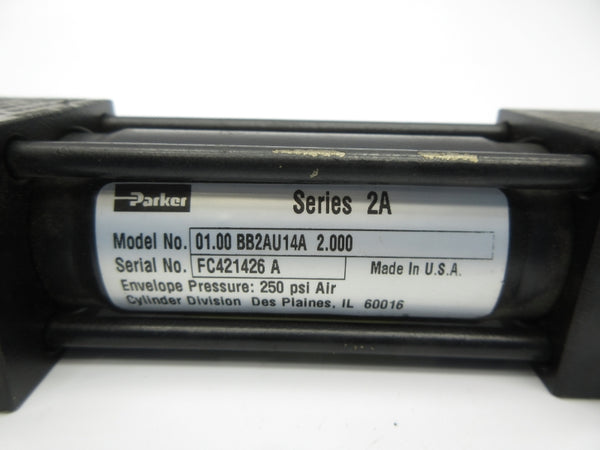 Parker Series 2A
Model No. 01.00 BB2AU14A 2.000
Serial No. FC421426 A Made in U.S.A.
Envelope Pressure: 250 psi Air
Cylinder Division Des Plaines, IL 60016